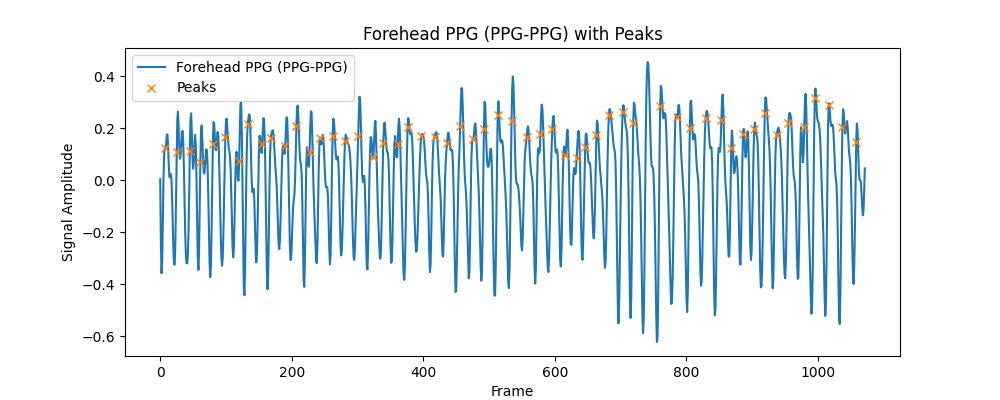 Forehead PPG (PPG-PPG) with Peaks
Forehead PPG (PPG-PPG)
Peaks
Signal Amplitude
0.4
0.2
0.0
−0.2
−0.4
−0.6
0 200 400 600 800 1000
Frame